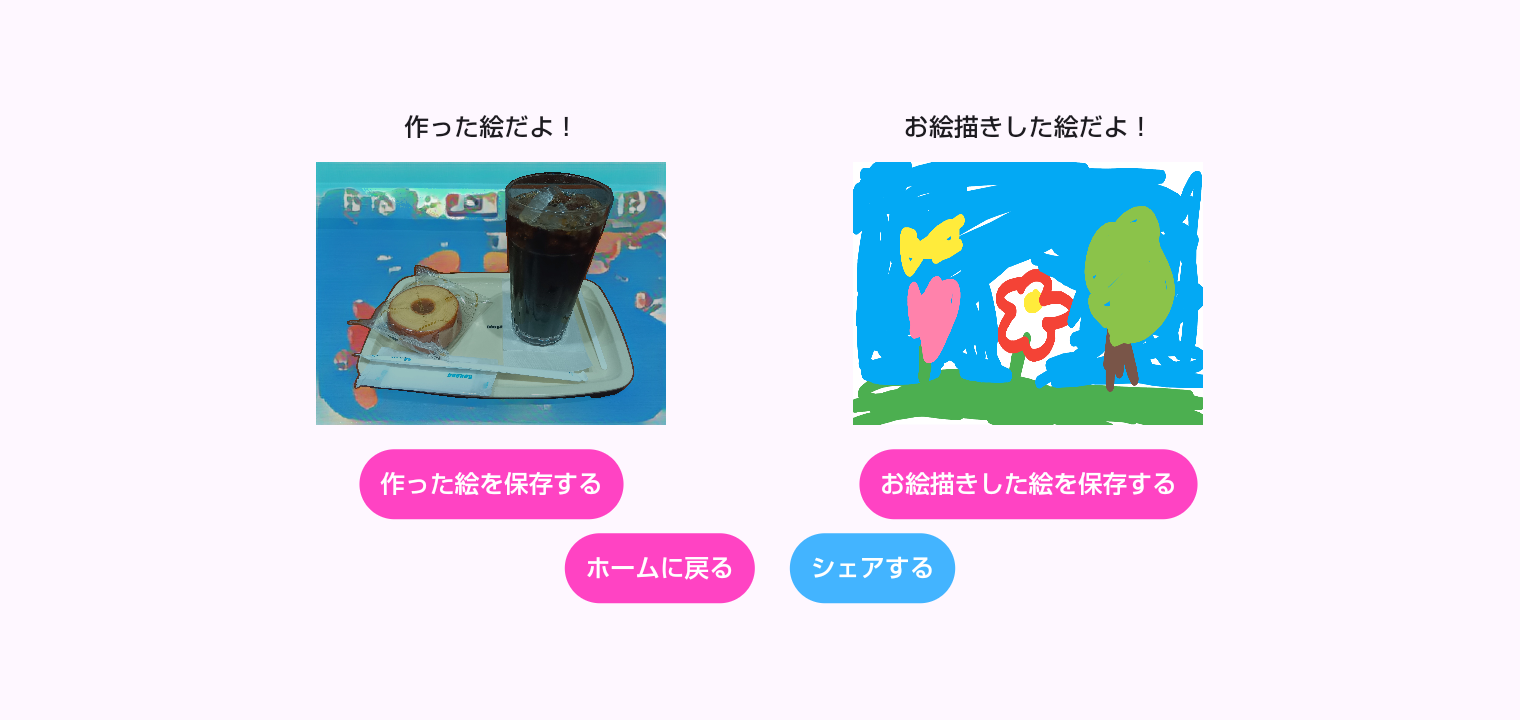 作った絵だよ！
お絵描きした絵だよ！
作った絵を保存する
お絵描きした絵を保存する
ホームに戻る
シェアする